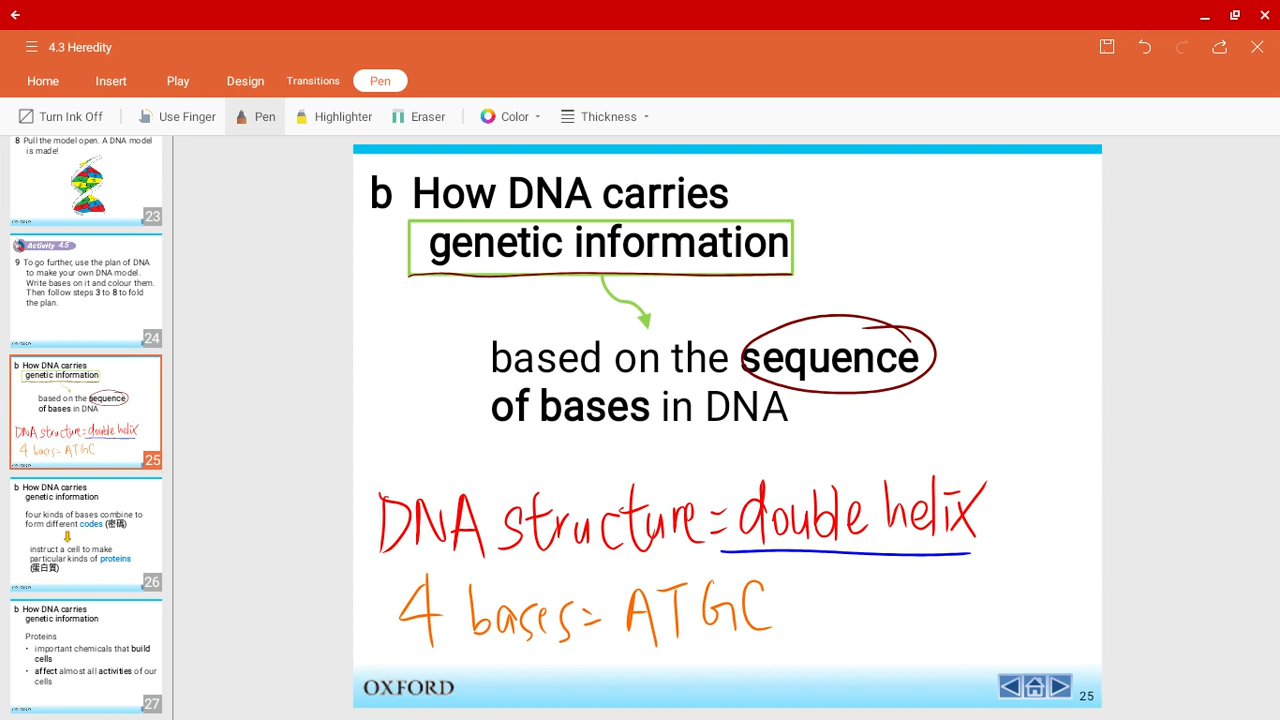 4.3 Heredity
Home Insert Play Design Transitions Pen
Turn Ink Off Use Finger Pen Highlighter Eraser Color Thickness
8 Pull the model open. A DNA model
is made!
OXFORD 23
Activity 4.5
9 To go further, use the plan of DNA
to make your own DNA model.
Write bases on it and colour them.
Then follow steps 3 to 8 to fold
the plan.
OXFORD 24
b How DNA carries
genetic information
based on the sequence
of bases in DNA
DNA structure = double helix
4 bases = ATGC
OXFORD 25
b How DNA carries
genetic information
four kinds of bases combine to
form different codes (密碼)
instruct a cell to make
particular kinds of proteins
(蛋白質)
OXFORD 26
b How DNA carries
genetic information
Proteins
• important chemicals that build
cells
• affect almost all activities of our
cells
OXFORD 27
b How DNA carries
genetic information
based on the sequence
of bases in DNA
DNA structure = double helix
4 bases = ATGC
OXFORD 25